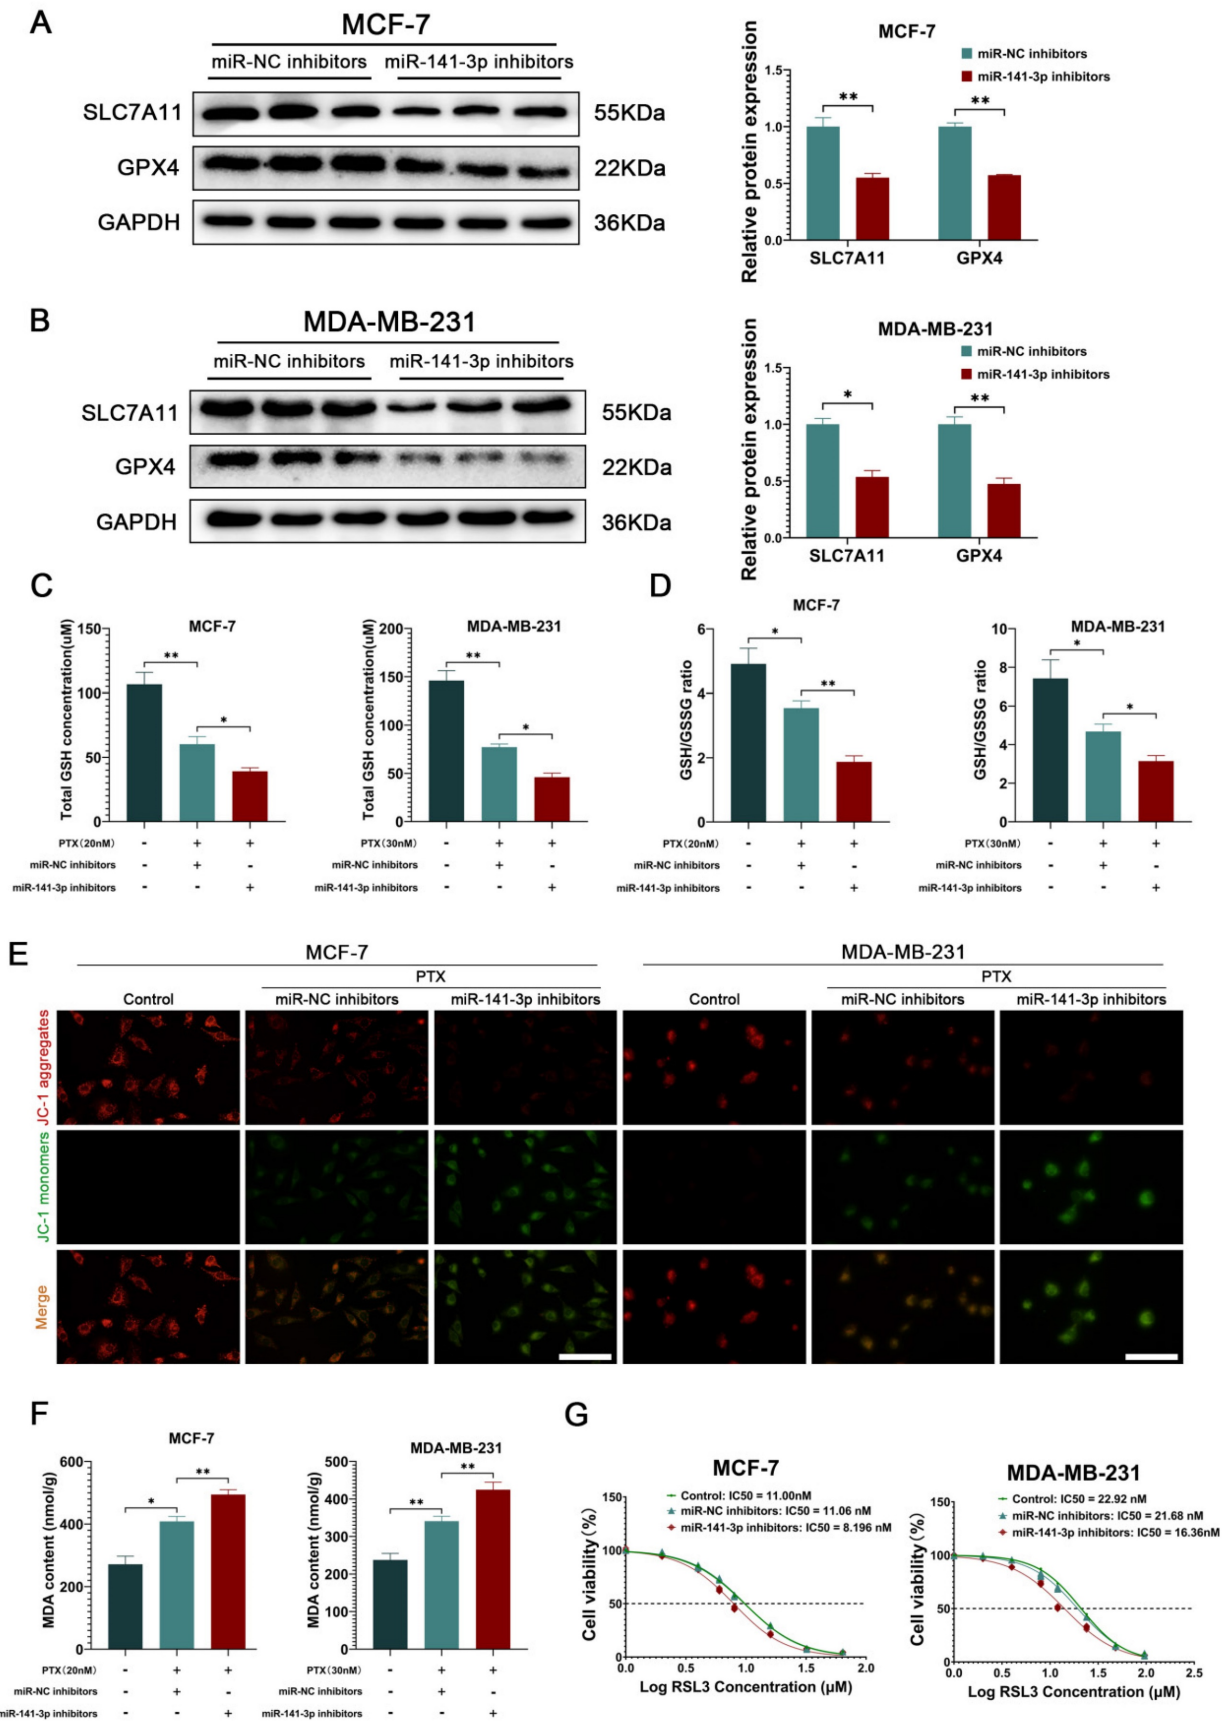 A
MCF-7
miR-NC inhibitors miR-141-3p inhibitors
SLC7A11 55KDa
GPX4 22KDa
GAPDH 36KDa
MCF-7
miR-NC inhibitors
miR-141-3p inhibitors
Relative protein expression
1.5
1.0
0.5
0.0
SLC7A11 GPX4
** **
B
MDA-MB-231
miR-NC inhibitors miR-141-3p inhibitors
SLC7A11 55KDa
GPX4 22KDa
GAPDH 36KDa
MDA-MB-231
miR-NC inhibitors
miR-141-3p inhibitors
Relative protein expression
1.5
1.0
0.5
0.0
SLC7A11 GPX4
* **
C
MCF-7
Total GSH concentration(uM)
150
100
50
0
** *
PTX(20nM) - + +
miR-NC inhibitors - + -
miR-141-3p inhibitors - - +
MDA-MB-231
Total GSH concentration(uM)
200
150
100
50
0
** *
PTX(30nM) - + +
miR-NC inhibitors - + -
miR-141-3p inhibitors - - +
D
MCF-7
GSH/GSSG ratio
6
4
2
0
* **
PTX(20nM) - + +
miR-NC inhibitors - + -
miR-141-3p inhibitors - - +
MDA-MB-231
GSH/GSSG ratio
10
8
6
4
2
0
* *
PTX(30nM) - + +
miR-NC inhibitors - + -
miR-141-3p inhibitors - - +
E
MCF-7 MDA-MB-231
PTX PTX
Control miR-NC inhibitors miR-141-3p inhibitors Control miR-NC inhibitors miR-141-3p inhibitors
JC-1 aggregates
JC-1 monomers
Merge
F
MCF-7
MDA content (nmol/g)
600
400
200
0
* **
PTX(20nM) - + +
miR-NC inhibitors - + -
miR-141-3p inhibitors - - +
MDA-MB-231
MDA content (nmol/g)
500
400
300
200
100
0
** **
PTX(30nM) - + +
miR-NC inhibitors - + -
miR-141-3p inhibitors - - +
G
MCF-7
Control: IC50 = 11.00nM
miR-NC inhibitors: IC50 = 11.06 nM
miR-141-3p inhibitors: IC50 = 8.196 nM
Cell viability(%)
150
100
50
0
0.0 0.5 1.0 1.5 2.0
Log RSL3 Concentration (μM)
MDA-MB-231
Control: IC50 = 22.92 nM
miR-NC inhibitors: IC50 = 21.68 nM
miR-141-3p inhibitors: IC50 = 16.36nM
Cell viability(%)
150
100
50
0
0.0 0.5 1.0 1.5 2.0 2.5
Log RSL3 Concentration (μM)